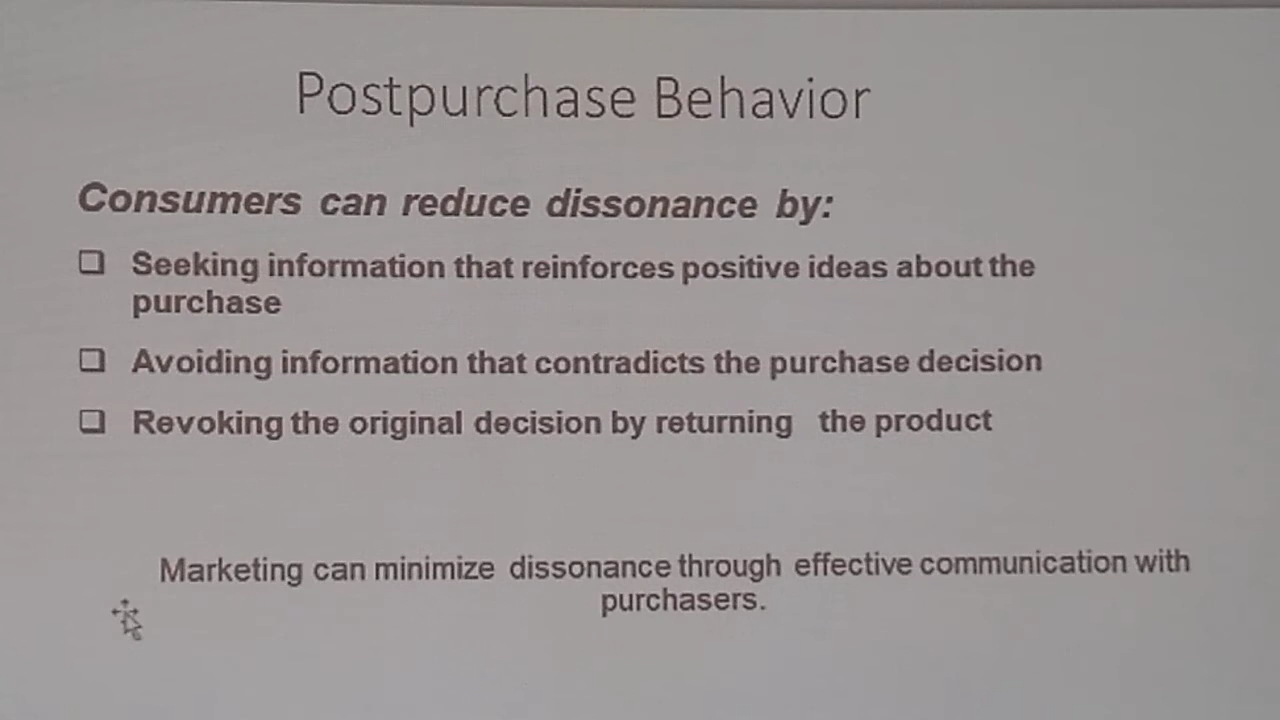 Postpurchase Behavior
Consumers can reduce dissonance by:
❑ Seeking information that reinforces positive ideas about the
purchase
❑ Avoiding information that contradicts the purchase decision
❑ Revoking the original decision by returning the product
Marketing can minimize dissonance through effective communication with
purchasers.